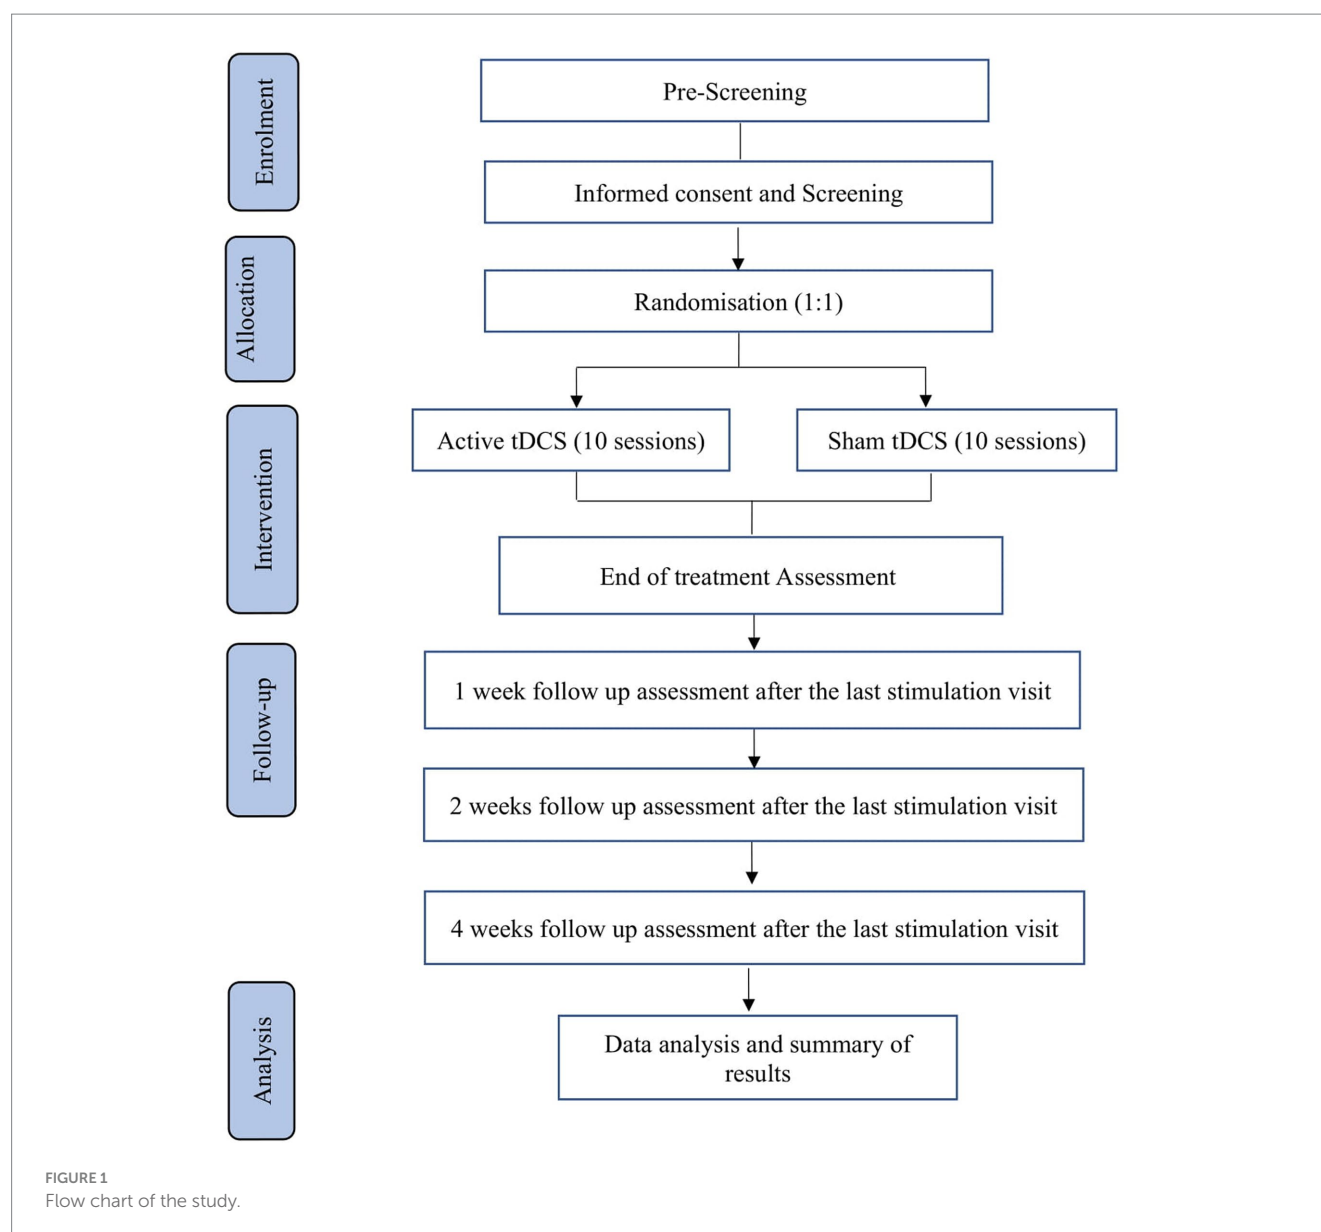 Enrolment
Pre-Screening
Informed consent and Screening
Allocation
Randomisation (1:1)
Intervention
Active tDCS (10 sessions)
Sham tDCS (10 sessions)
End of treatment Assessment
Follow-up
1 week follow up assessment after the last stimulation visit
2 weeks follow up assessment after the last stimulation visit
4 weeks follow up assessment after the last stimulation visit
Analysis
Data analysis and summary of
results
FIGURE 1
Flow chart of the study.